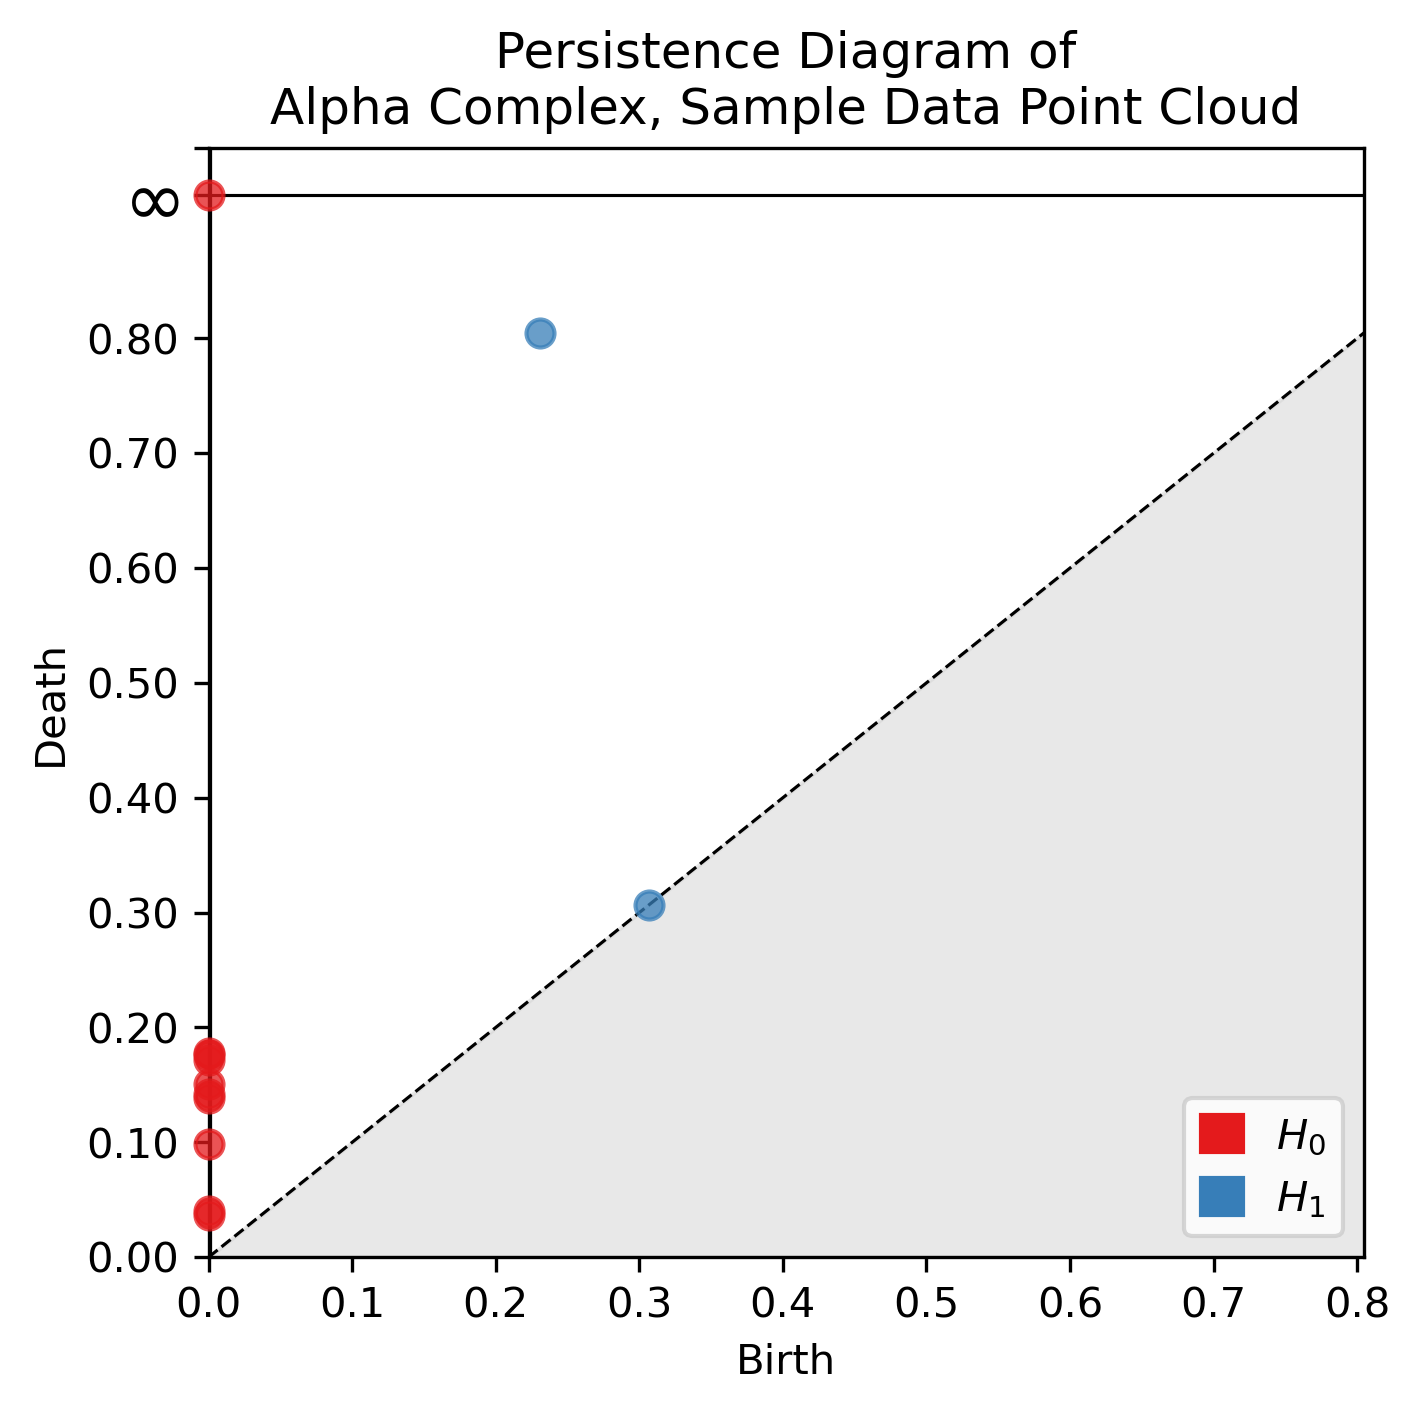 Persistence Diagram of
Alpha Complex, Sample Data Point Cloud
∞
0.80
0.70
0.60
0.50
0.40
0.30
0.20
0.10
0.00
Death
0.0 0.1 0.2 0.3 0.4 0.5 0.6 0.7 0.8
Birth
H₀
H₁